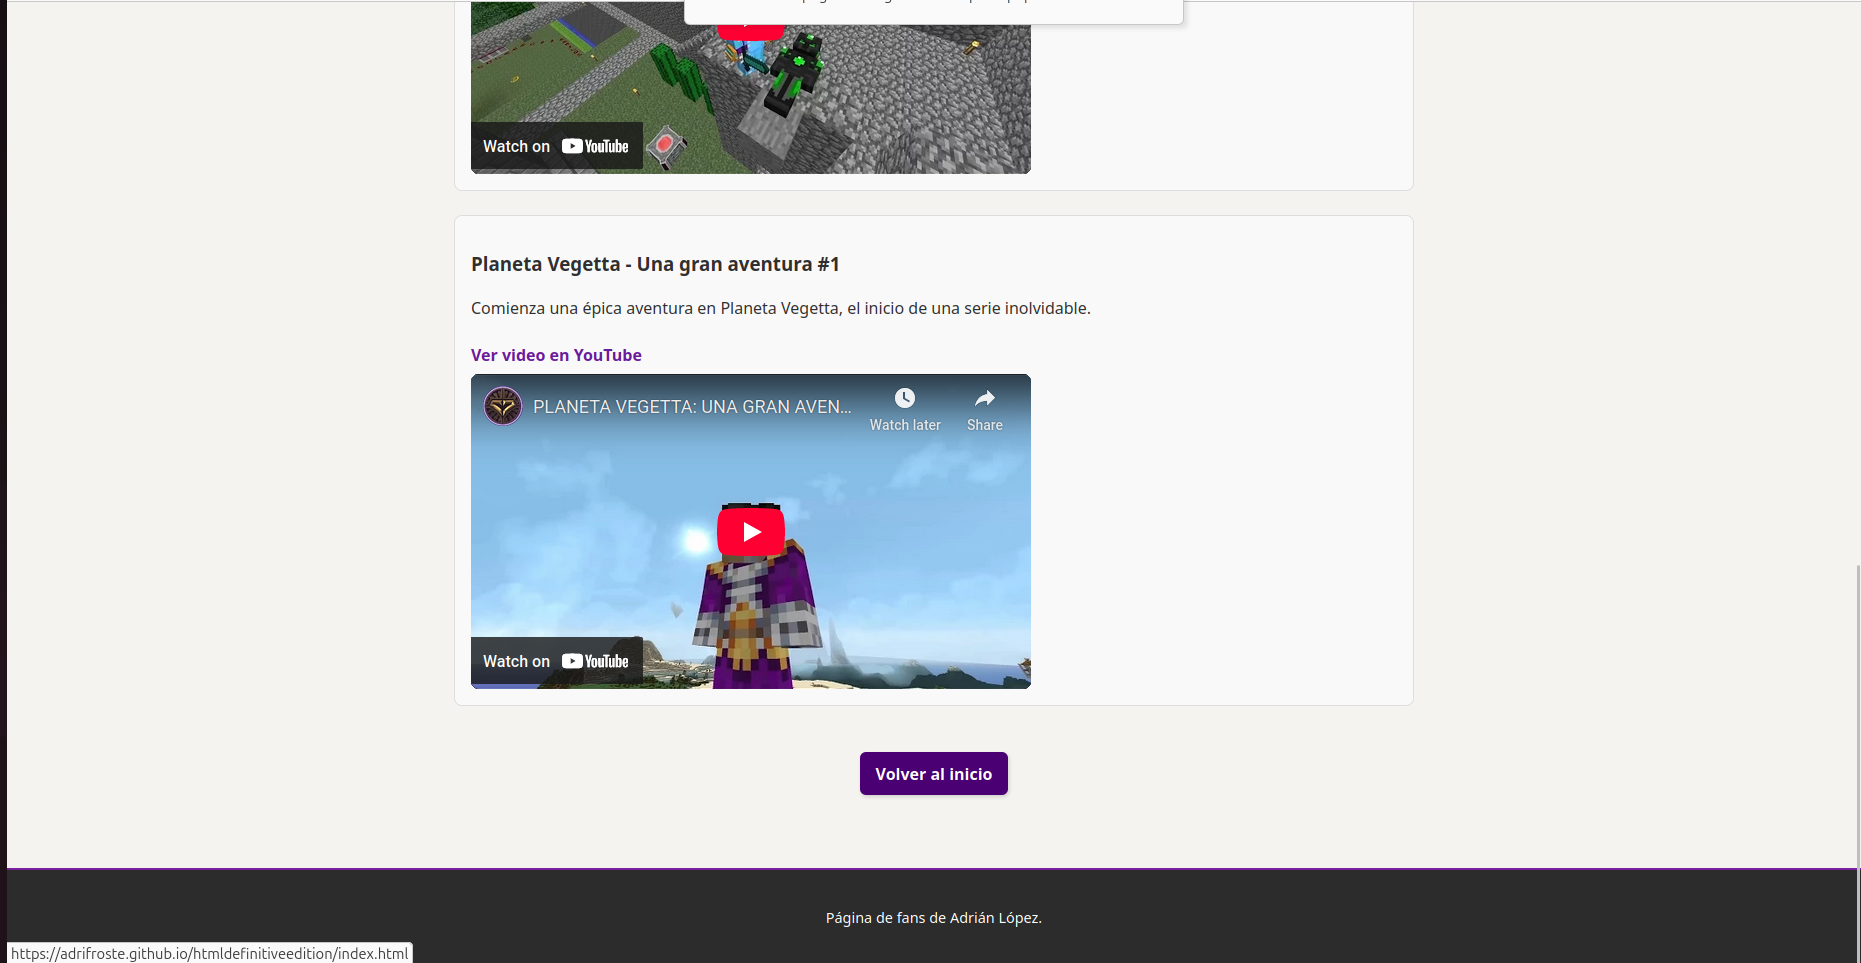 Watch on YouTube
Planeta Vegetta - Una gran aventura #1
Comienza una épica aventura en Planeta Vegetta, el inicio de una serie inolvidable.
Ver video en YouTube
PLANETA VEGETTA: UNA GRAN AVEN...
Watch later
Share
Watch on YouTube
Volver al inicio
Página de fans de Adrián López.
https://adrifroste.github.io/htmldefinitiveedition/index.html